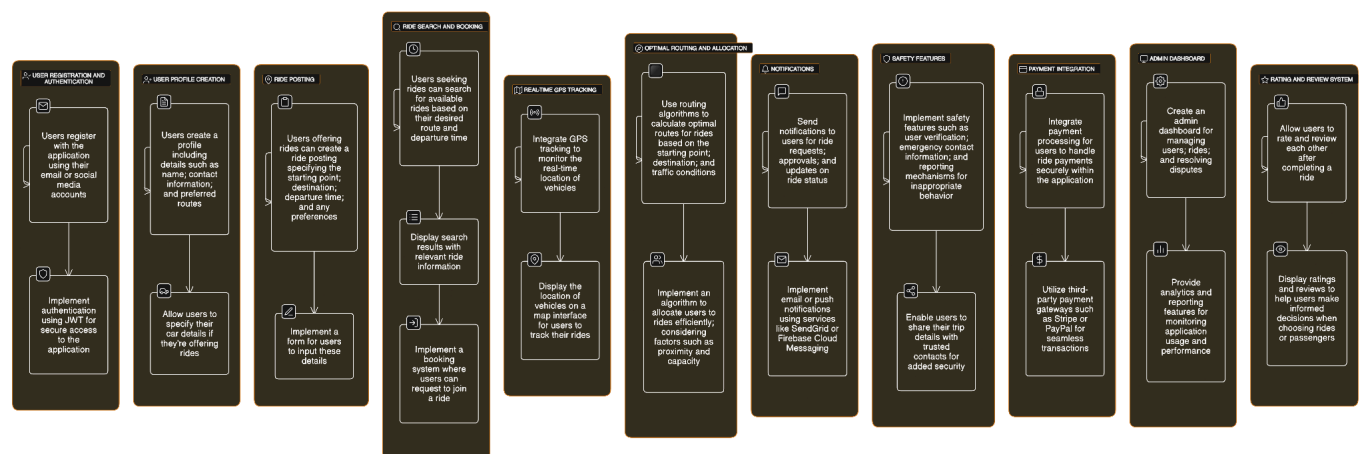 USER REGISTRATION AND
AUTHENTICATION
Users register
with the
application
using their
email or social
media
accounts
Implement
authentication
using JWT for
secure access
to the
application
USER PROFILE CREATION
Users create a
profile
including
details such as
name; contact
information;
and preferred
routes
Allow users to
specify their
car details if
they're offering
rides
RIDE POSTING
Users offering
rides can create a
ride posting
specifying the
starting point;
destination;
departure time;
and any
preferences
Implement a
form for users
to input these
details
RIDE SEARCH AND BOOKING
Users seeking
rides can search
for available
rides based on
their desired
route and
departure time
Display search
results with
relevant ride
information
Implement a
booking
system where
users can
request to join
a ride
REAL-TIME GPS TRACKING
Integrate GPS
tracking to
monitor the
real-time
location of
vehicles
Display the
location of
vehicles on a
map interface
for users to
track their rides
OPTIMAL ROUTING AND ALLOCATION
Use routing
algorithms to
calculate optimal
routes for rides
based on the
starting point;
destination; and
traffic conditions
Implement an
algorithm to
allocate users to
rides efficiently;
considering
factors such as
proximity and
capacity
NOTIFICATIONS
Send
notifications to
users for ride
requests;
approvals; and
updates on
ride status
Implement
email or push
notifications
using services
like SendGrid or
Firebase Cloud
Messaging
SAFETY FEATURES
Implement safety
features such as
user verification;
emergency contact
information; and
reporting
mechanisms for
inappropriate
behavior
Enable users to
share their trip
details with
trusted contacts
for added security
PAYMENT INTEGRATION
Integrate
payment
processing for
users to handle
ride payments
securely within
the application
Utilize third-
party payment
gateways such
as Stripe or
PayPal for
seamless
transactions
ADMIN DASHBOARD
Create an
admin
dashboard for
managing
users; rides;
and resolving
disputes
Provide
analytics and
reporting
features for
monitoring
application
usage and
performance
RATING AND REVIEW SYSTEM
Allow users to
rate and review
each other
after
completing a
ride
Display ratings
and reviews to
help users make
informed
decisions when
choosing rides
or passengers